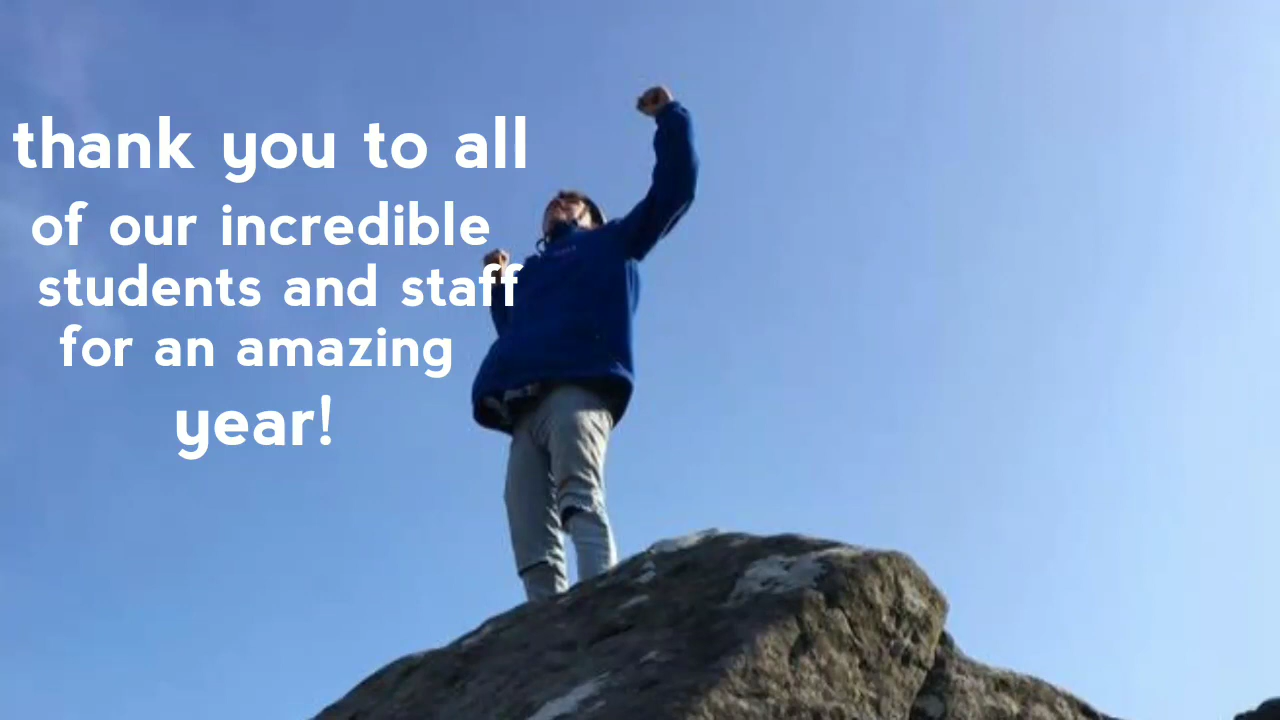 thank you to all
of our incredible
students and staff
for an amazing
year!